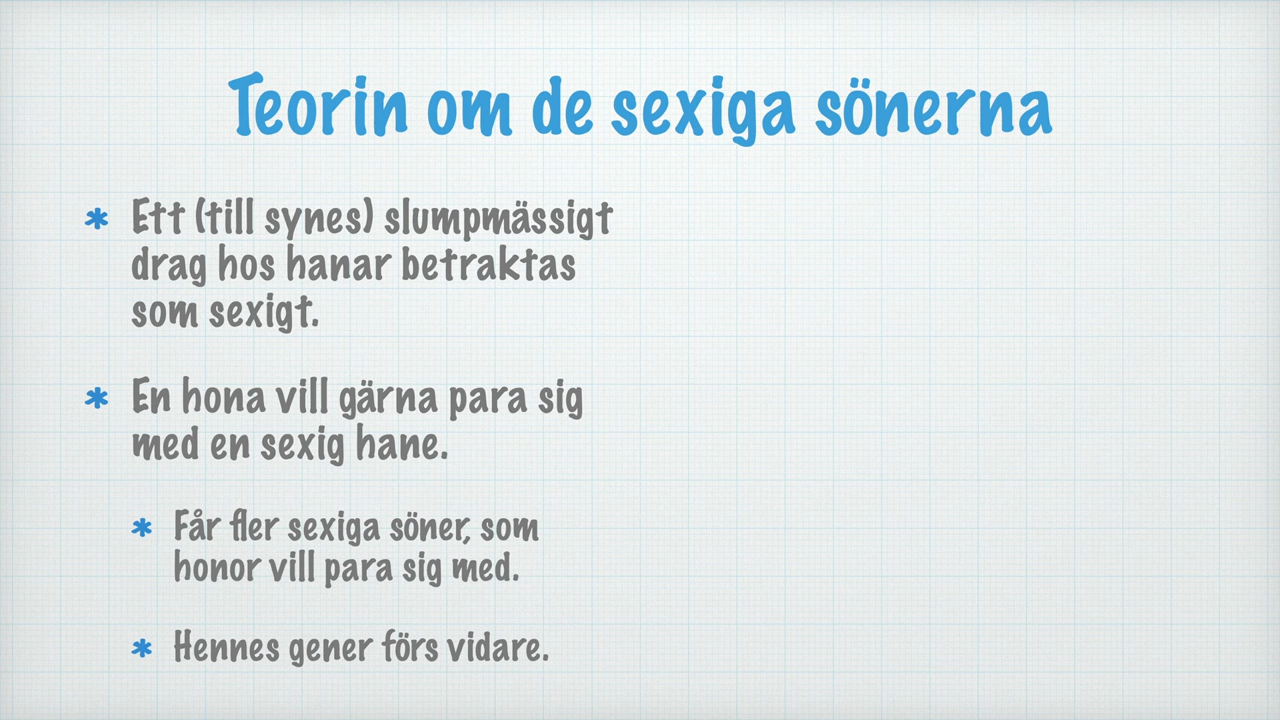 Teorin om de sexiga sönerna
* Ett (till synes) slumpmässigt
drag hos hanar betraktas
som sexigt.
* En hona vill gärna para sig
med en sexig hane.
* Får fler sexiga söner, som
honor vill para sig med.
* Hennes gener förs vidare.